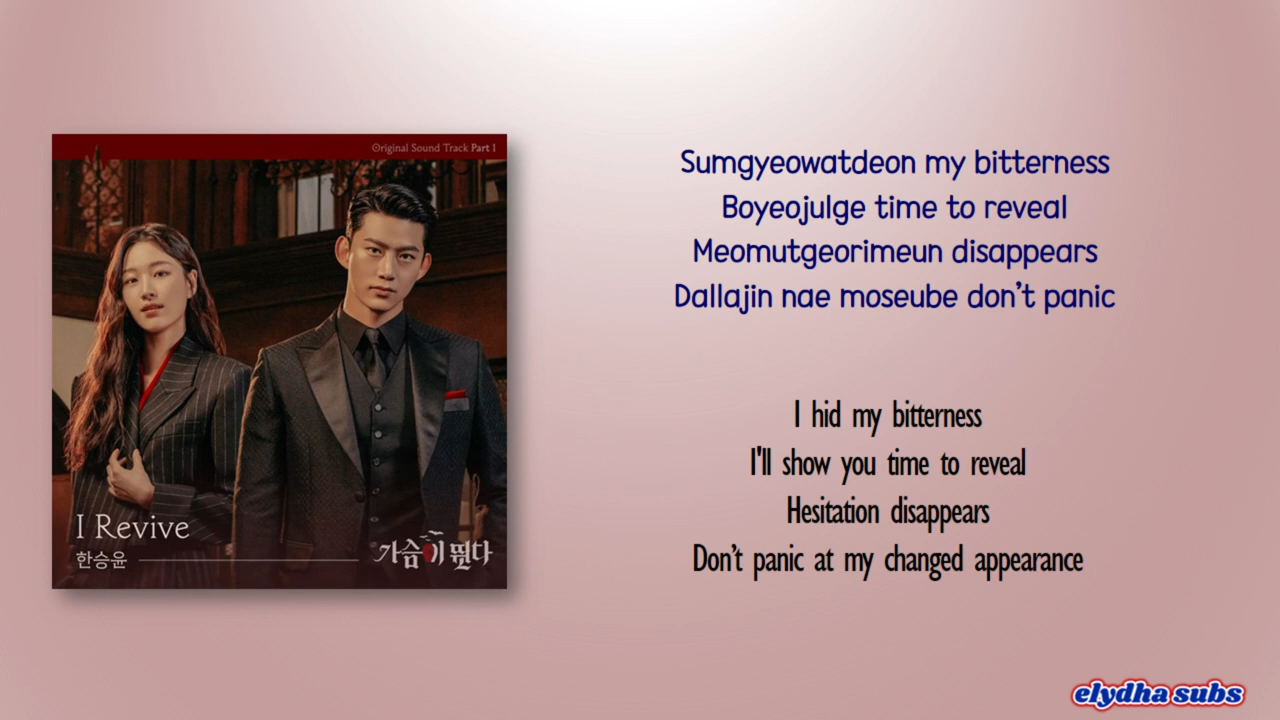 Original Sound Track Part 1
I Revive
한승윤
가슴이 뛴다
Sumgyeowatdeon my bitterness
Boyeojulge time to reveal
Meomutgeorimeun disappears
Dallajin nae moseube don't panic
I hid my bitterness
I'll show you time to reveal
Hesitation disappears
Don't panic at my changed appearance
elydha subs